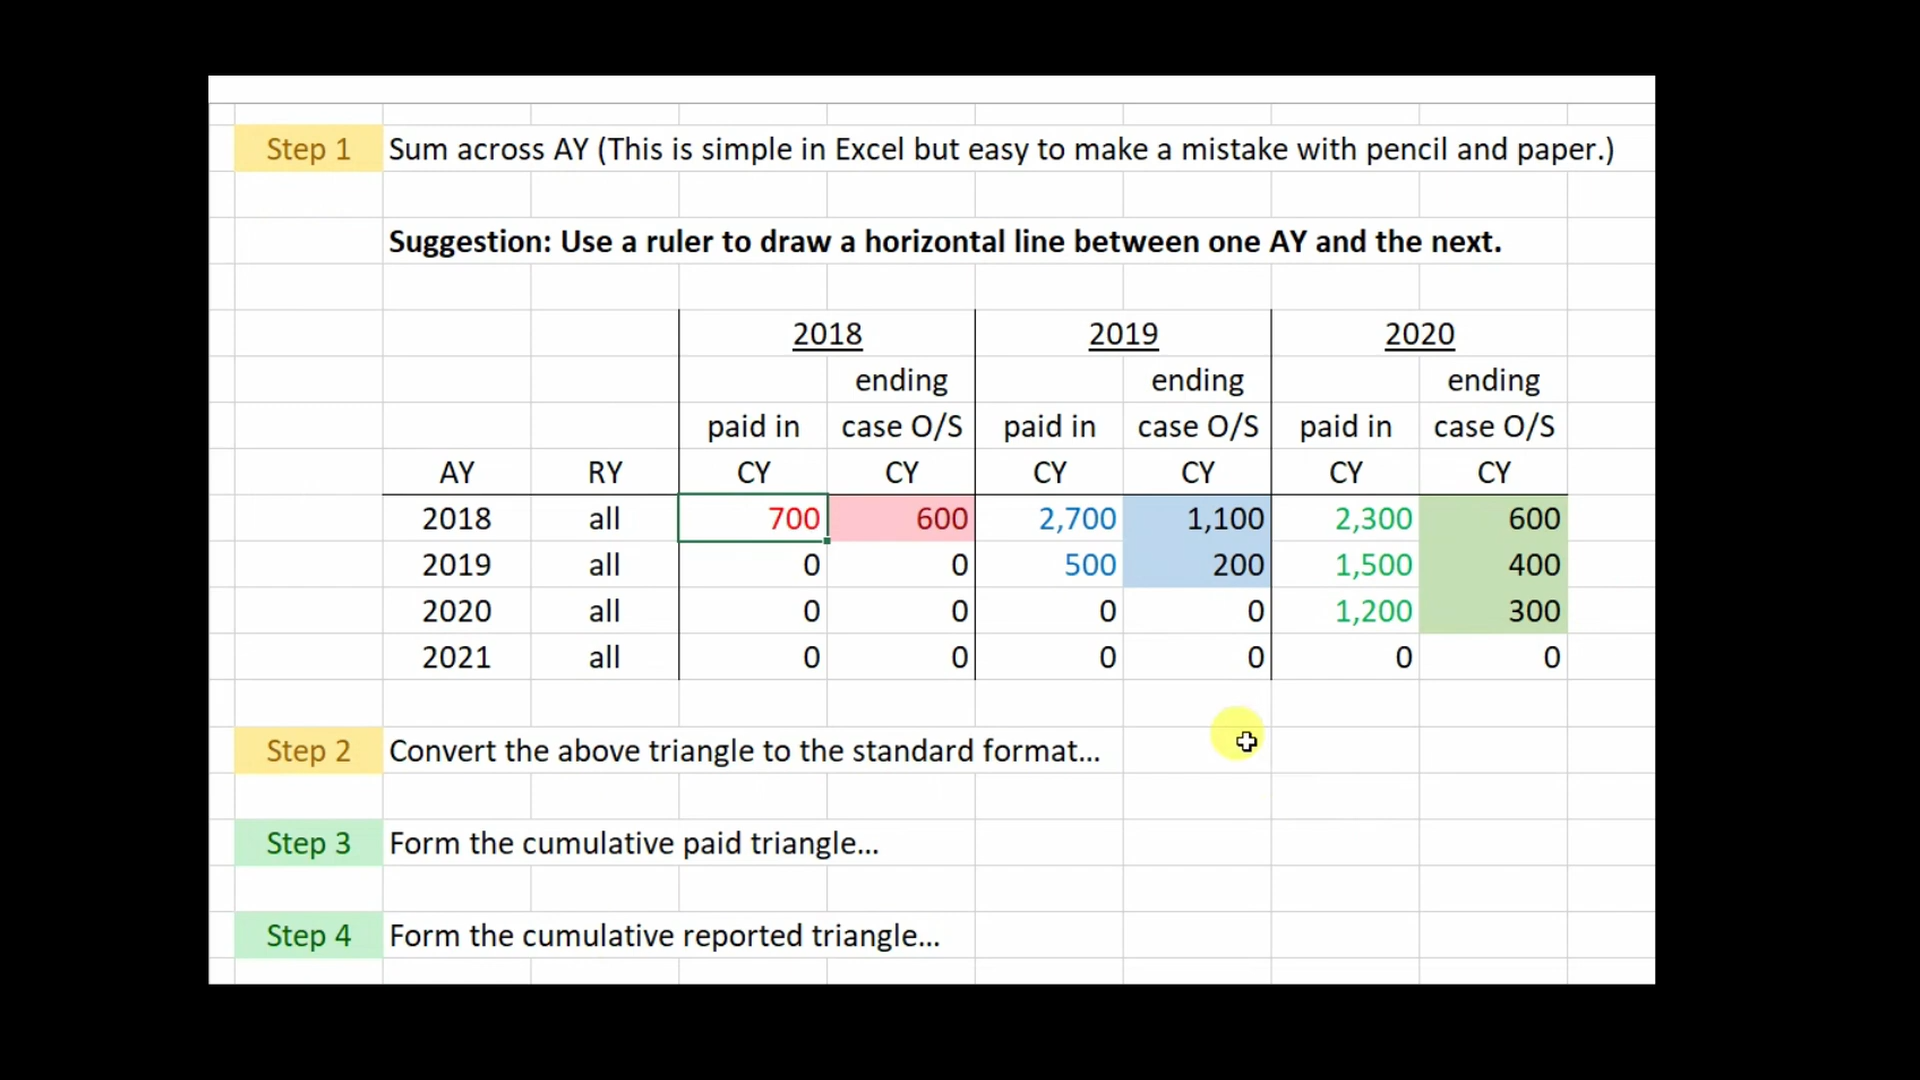 Step 1 Sum across AY (This is simple in Excel but easy to make a mistake with pencil and paper.)
Suggestion: Use a ruler to draw a horizontal line between one AY and the next.
2018 2019 2020
ending ending ending
paid in case O/S paid in case O/S paid in case O/S
AY RY CY CY CY CY CY CY
2018 all 700 600 2,700 1,100 2,300 600
2019 all 0 0 500 200 1,500 400
2020 all 0 0 0 0 1,200 300
2021 all 0 0 0 0 0 0
Step 2 Convert the above triangle to the standard format...
Step 3 Form the cumulative paid triangle...
Step 4 Form the cumulative reported triangle...